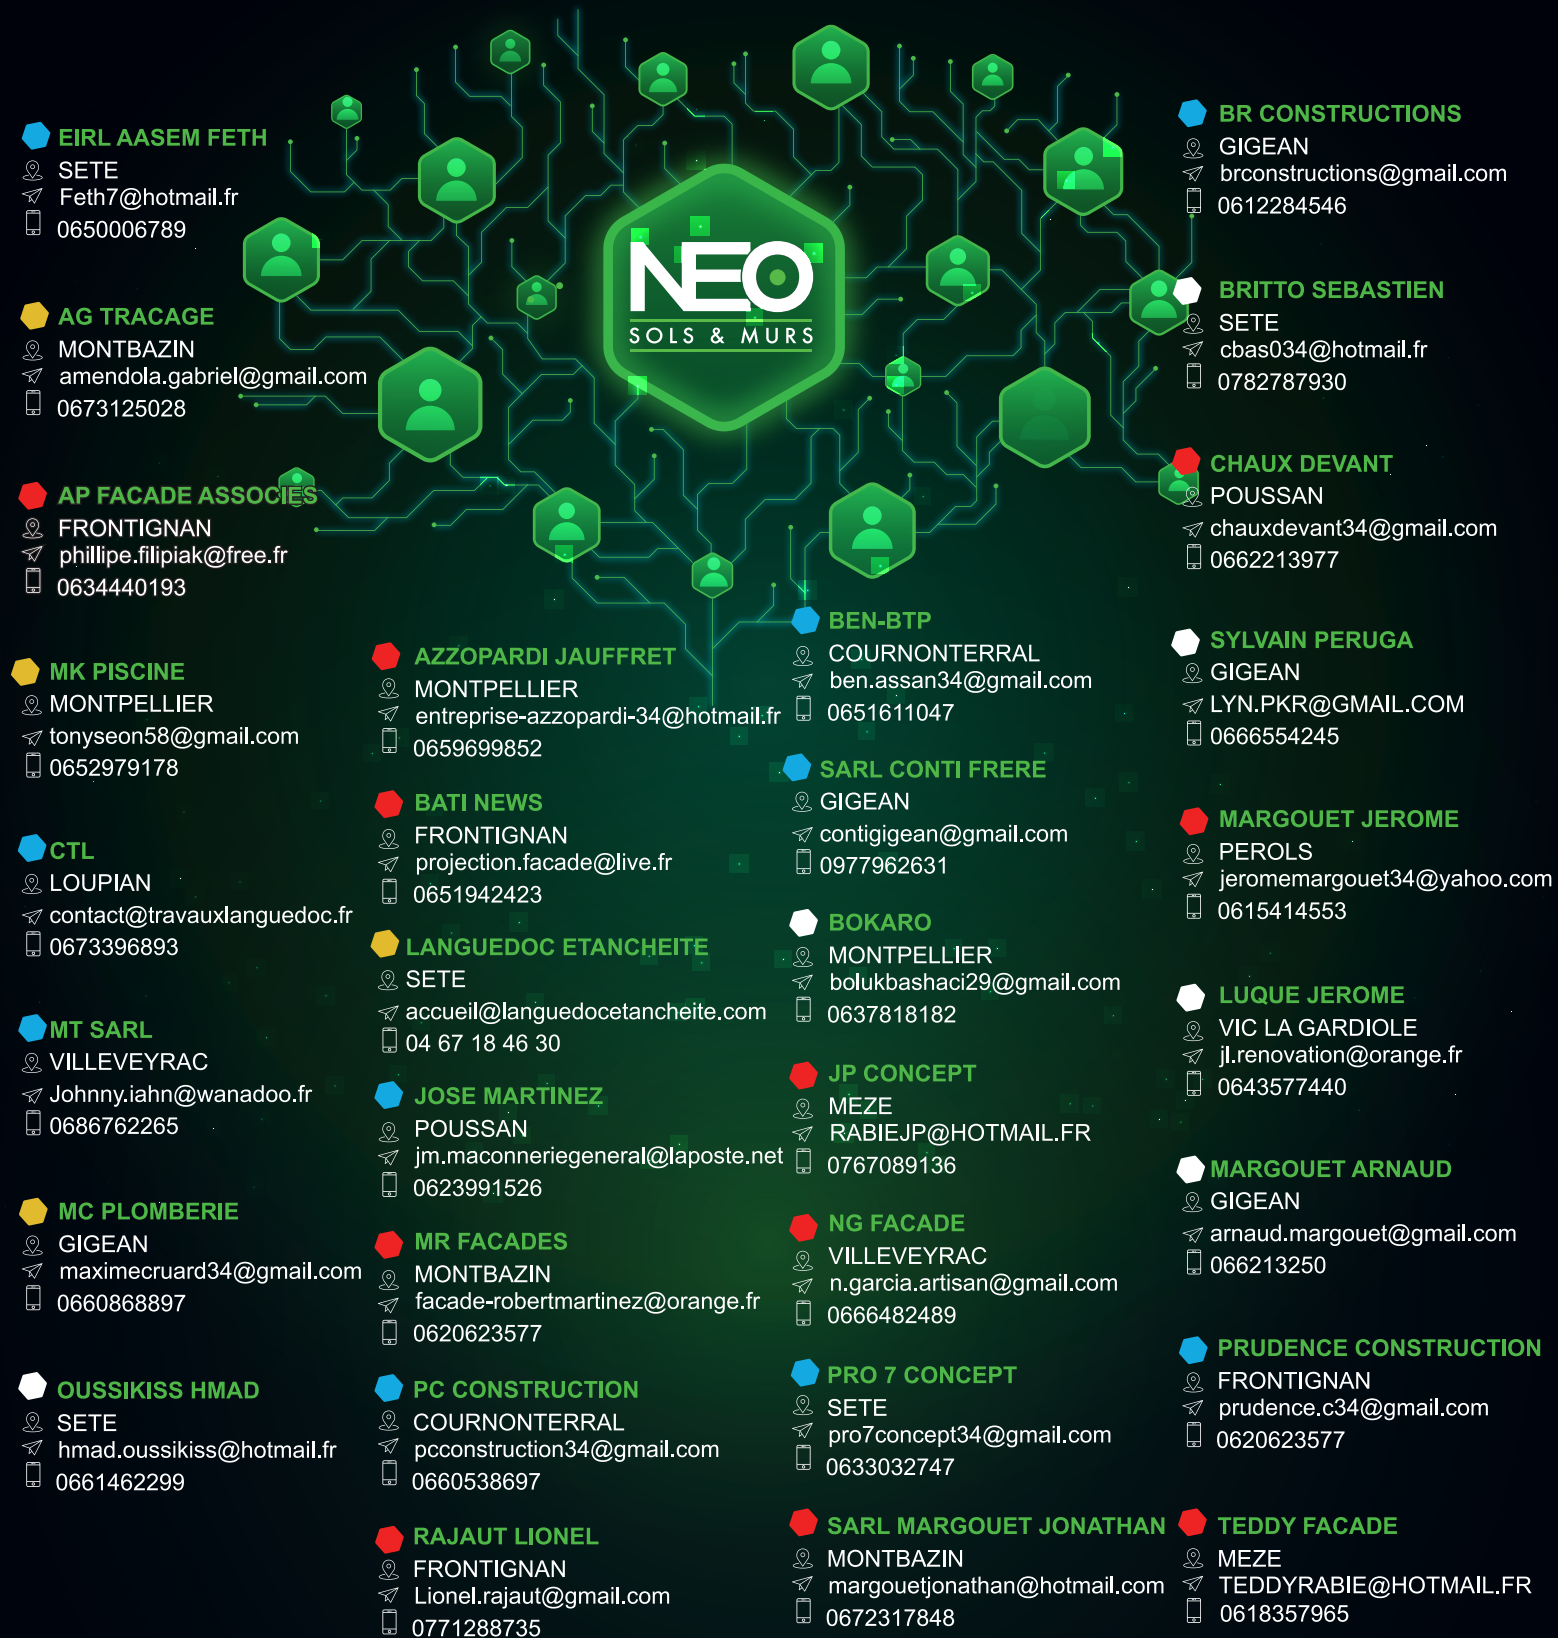 NEO
SOLS & MURS
EIRL AASEM FETH
SETE
Feth7@hotmail.fr
0650006789
AG TRACAGE
MONTBAZIN
amendola.gabriel@gmail.com
0673125028
AP FACADE ASSOCIES
FRONTIGNAN
phillipe.filipiak@free.fr
0634440193
MK PISCINE
MONTPELLIER
tonyseon58@gmail.com
0652979178
CTL
LOUPIAN
contact@travauxlanguedoc.fr
0673396893
MT SARL
VILLEVEYRAC
Johnny.iahn@wanadoo.fr
0686762265
MC PLOMBERIE
GIGEAN
maximecruard34@gmail.com
0660868897
OUSSIKISS HMAD
SETE
hmad.oussikiss@hotmail.fr
0661462299
AZZOPARDI JAUFFRET
MONTPELLIER
entreprise-azzopardi-34@hotmail.fr
0659699852
BATI NEWS
FRONTIGNAN
projection.facade@live.fr
0651942423
LANGUEDOC ETANCHEITE
SETE
accueil@languedocetancheite.com
04 67 18 46 30
JOSE MARTINEZ
POUSSAN
jm.maconneriegeneral@laposte.net
0623991526
MR FACADES
MONTBAZIN
facade-robertmartinez@orange.fr
0620623577
PC CONSTRUCTION
COURNONTERRAL
pcconstruction34@gmail.com
0660538697
RAJAUT LIONEL
FRONTIGNAN
Lionel.rajaut@gmail.com
0771288735
BEN-BTP
COURNONTERRAL
ben.assan34@gmail.com
0651611047
SARL CONTI FRERE
GIGEAN
contigigean@gmail.com
0977962631
BOKARO
MONTPELLIER
bolukbashaci29@gmail.com
0637818182
JP CONCEPT
MEZE
RABIEJP@HOTMAIL.FR
0767089136
NG FACADE
VILLEVEYRAC
n.garcia.artisan@gmail.com
0666482489
PRO 7 CONCEPT
SETE
pro7concept34@gmail.com
0633032747
SARL MARGOUET JONATHAN
MONTBAZIN
margouetjonathan@hotmail.com
0672317848
BR CONSTRUCTIONS
GIGEAN
brconstructions@gmail.com
0612284546
BRITTO SEBASTIEN
SETE
cbas034@hotmail.fr
0782787930
CHAUX DEVANT
POUSSAN
chauxdevant34@gmail.com
0662213977
SYLVAIN PERUGA
GIGEAN
LYN.PKR@GMAIL.COM
0666554245
MARGOUET JEROME
PEROLS
jeromemargouet34@yahoo.com
0615414553
LUQUE JEROME
VIC LA GARDIOLE
jl.renovation@orange.fr
0643577440
MARGOUET ARNAUD
GIGEAN
arnaud.margouet@gmail.com
066213250
PRUDENCE CONSTRUCTION
FRONTIGNAN
prudence.c34@gmail.com
0620623577
TEDDY FACADE
MEZE
TEDDYRABIE@HOTMAIL.FR
0618357965